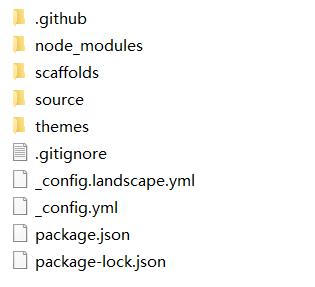 .github
node_modules
scaffolds
source
themes
.gitignore
_config.landscape.yml
_config.yml
package.json
package-lock.json